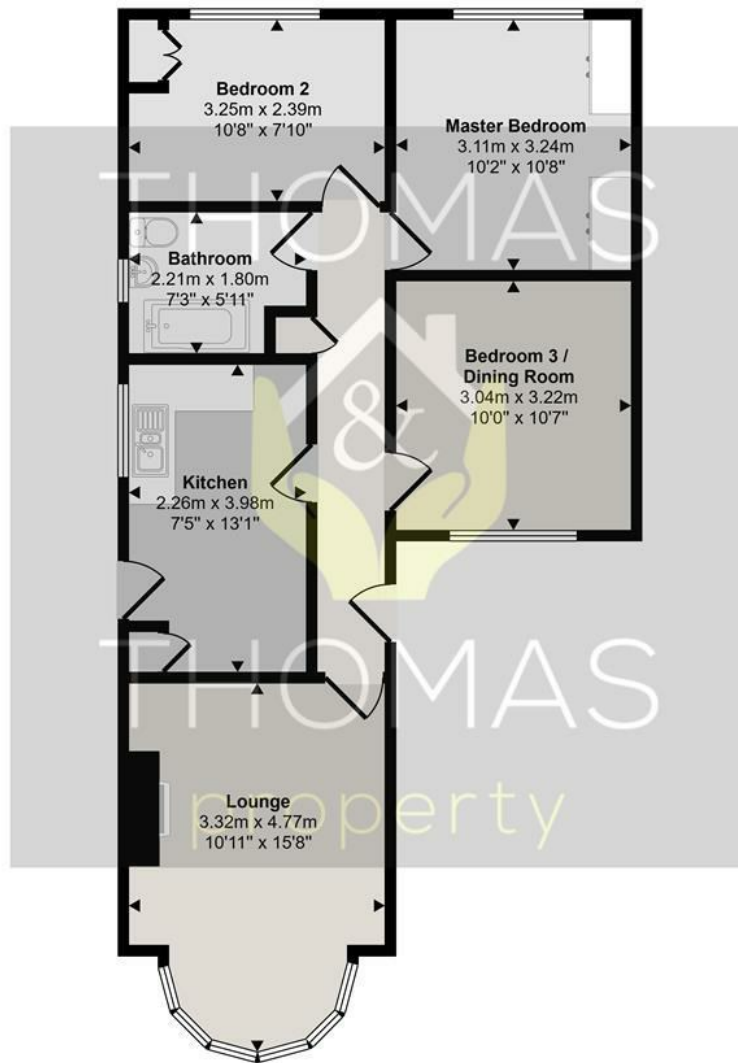 Bedroom 2
3.25m x 2.39m
10'8" x 7'10"
Master Bedroom
3.11m x 3.24m
10'2" x 10'8"
THOMAS
Bathroom
2.21m x 1.80m
7'3" x 5'11"
Bedroom 3 /
Dining Room
3.04m x 3.22m
10'0" x 10'7"
&
Kitchen
2.26m x 3.98m
7'5" x 13'1"
THOMAS
Lounge
3.32m x 4.77m
10'11" x 15'8"
property